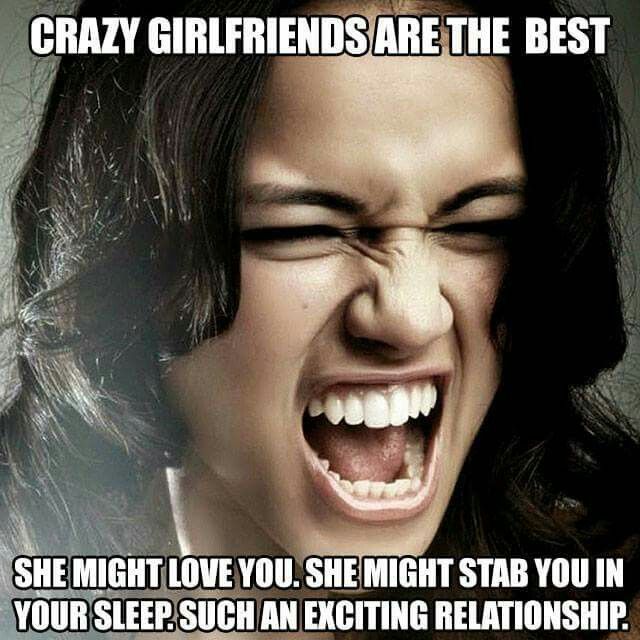 CRAZY GIRLFRIENDS ARE THE BEST
SHE MIGHT LOVE YOU. SHE MIGHT STAB YOU IN
YOUR SLEEP. SUCH AN EXCITING RELATIONSHIP.